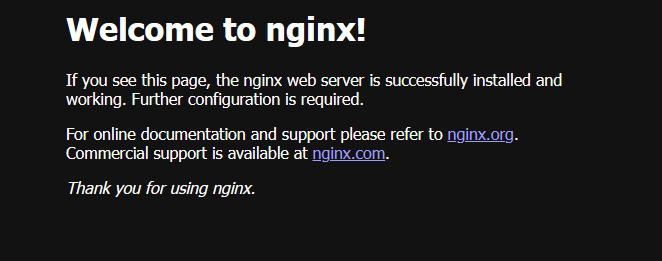 Welcome to nginx!
If you see this page, the nginx web server is successfully installed and
working. Further configuration is required.
For online documentation and support please refer to nginx.org.
Commercial support is available at nginx.com.
Thank you for using nginx.